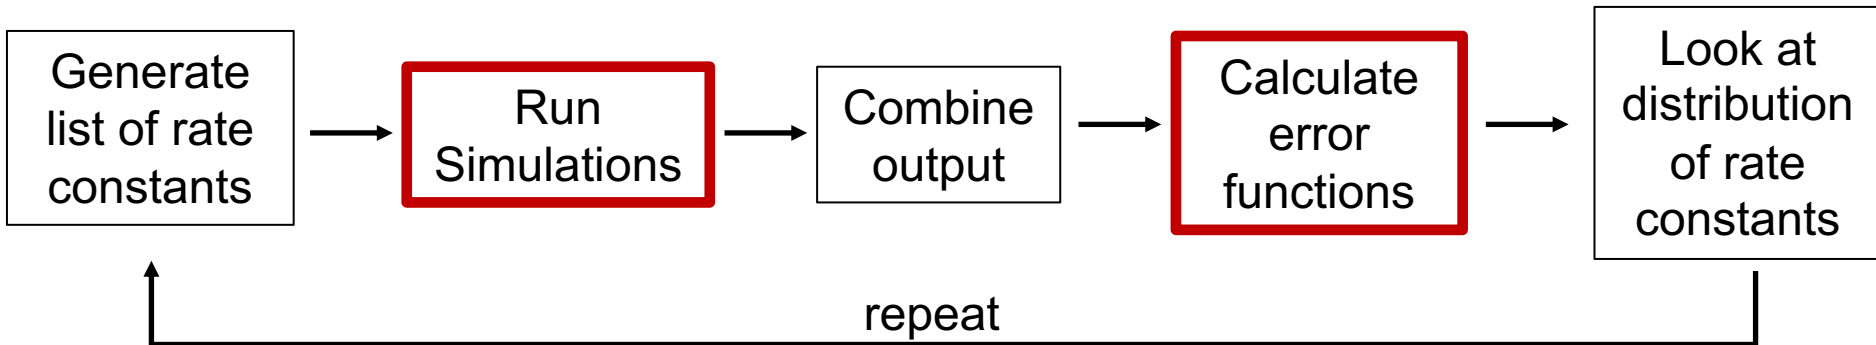 Generate
list of rate
constants
Run
Simulations
Combine
output
Calculate
error
functions
Look at
distribution
of rate
constants
repeat